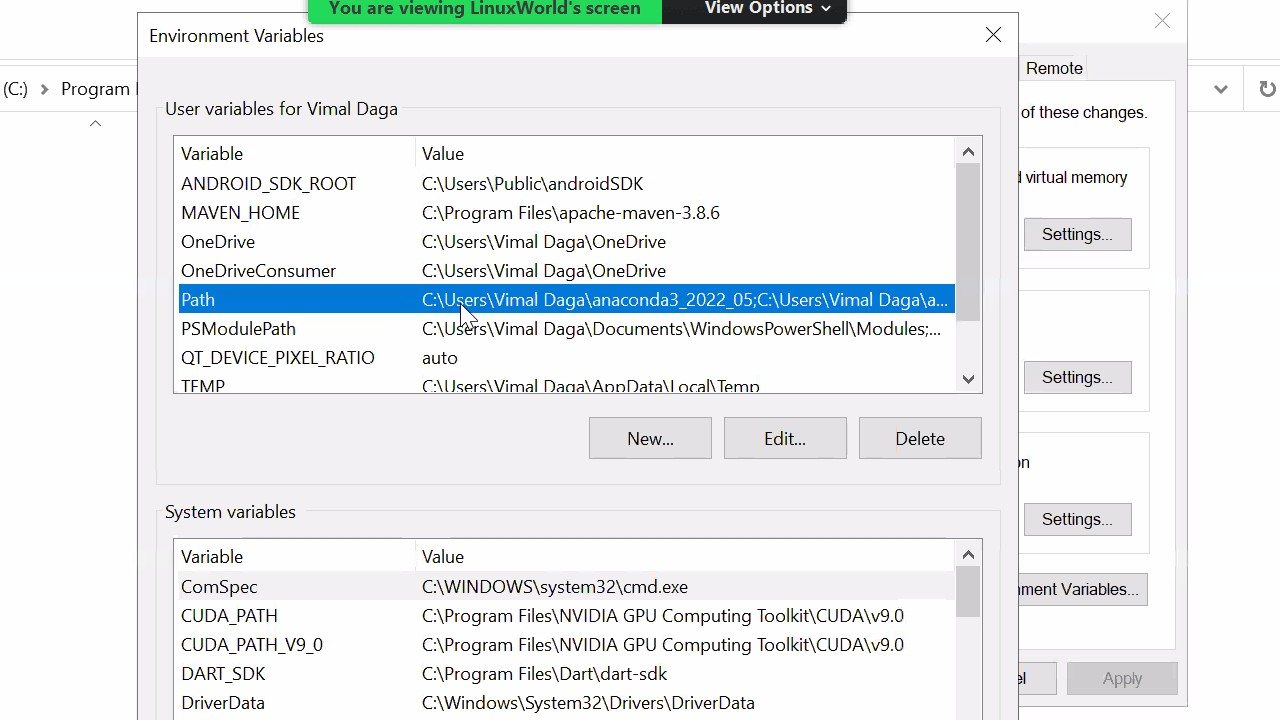 You are viewing LinuxWorld's screen View Options
Environment Variables
(C:) Program
Remote
User variables for Vimal Daga
of these changes.
Variable Value
ANDROID_SDK_ROOT C:\Users\Public\androidSDK
virtual memory
MAVEN_HOME C:\Program Files\apache-maven-3.8.6
OneDrive C:\Users\Vimal Daga\OneDrive
Settings...
OneDriveConsumer C:\Users\Vimal Daga\OneDrive
Path C:\Users\Vimal Daga\anaconda3_2022_05;C:\Users\Vimal Daga\a...
PSModulePath C:\Users\Vimal Daga\Documents\WindowsPowerShell\Modules;...
QT_DEVICE_PIXEL_RATIO auto
Settings...
TEMP C:\Users\Vimal Daga\AppData\Local\Temp
New... Edit... Delete
System variables
Settings...
Variable Value
ComSpec C:\WINDOWS\system32\cmd.exe
nment Variables...
CUDA_PATH C:\Program Files\NVIDIA GPU Computing Toolkit\CUDA\v9.0
CUDA_PATH_V9_0 C:\Program Files\NVIDIA GPU Computing Toolkit\CUDA\v9.0
DART_SDK C:\Program Files\Dart\dart-sdk
Apply
DriverData C:\Windows\System32\Drivers\DriverData